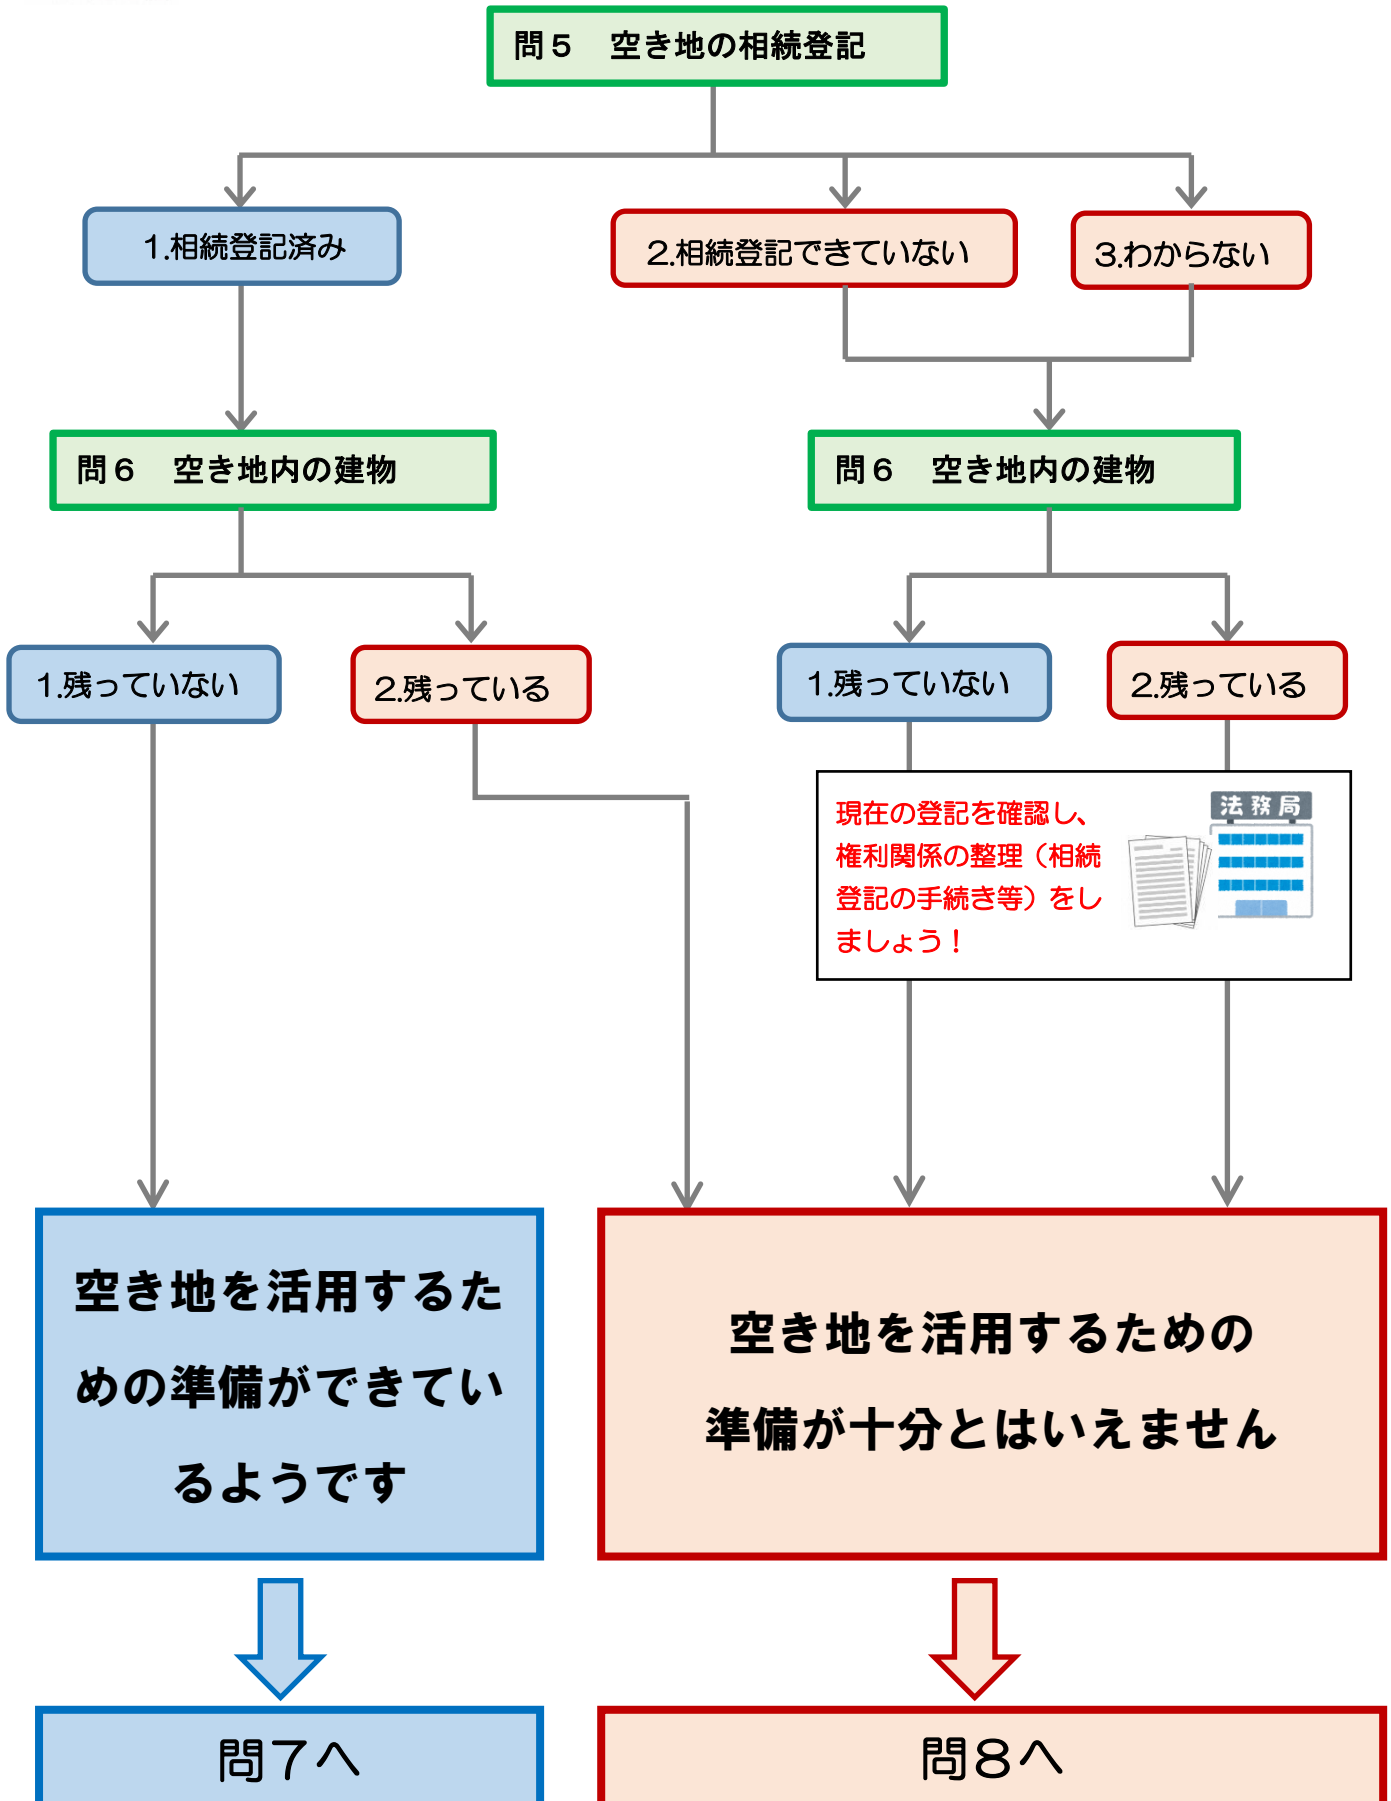 問５　空き地の相続登記
1.相続登記済み
2.相続登記できていない
3.わからない
問６　空き地内の建物
問６　空き地内の建物
1.残っていない
2.残っている
1.残っていない
2.残っている
現在の登記を確認し、
権利関係の整理（相続
登記の手続き等）をし
ましょう！
法務局
空き地を活用するた
めの準備ができてい
るようです
空き地を活用するための
準備が十分とはいえません
問７へ
問８へ